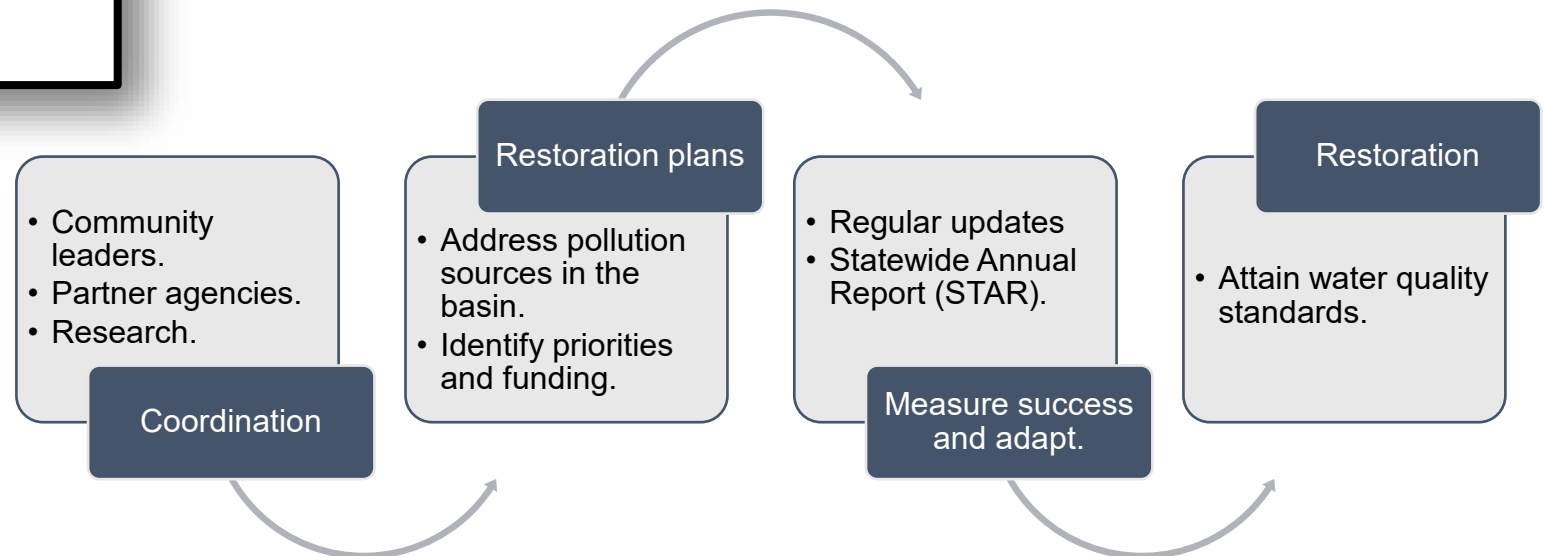 • Community
leaders.
• Partner agencies.
• Research.
Coordination
Restoration plans
• Address pollution
sources in the
basin.
• Identify priorities
and funding.
• Regular updates
• Statewide Annual
Report (STAR).
Measure success
and adapt.
Restoration
• Attain water quality
standards.